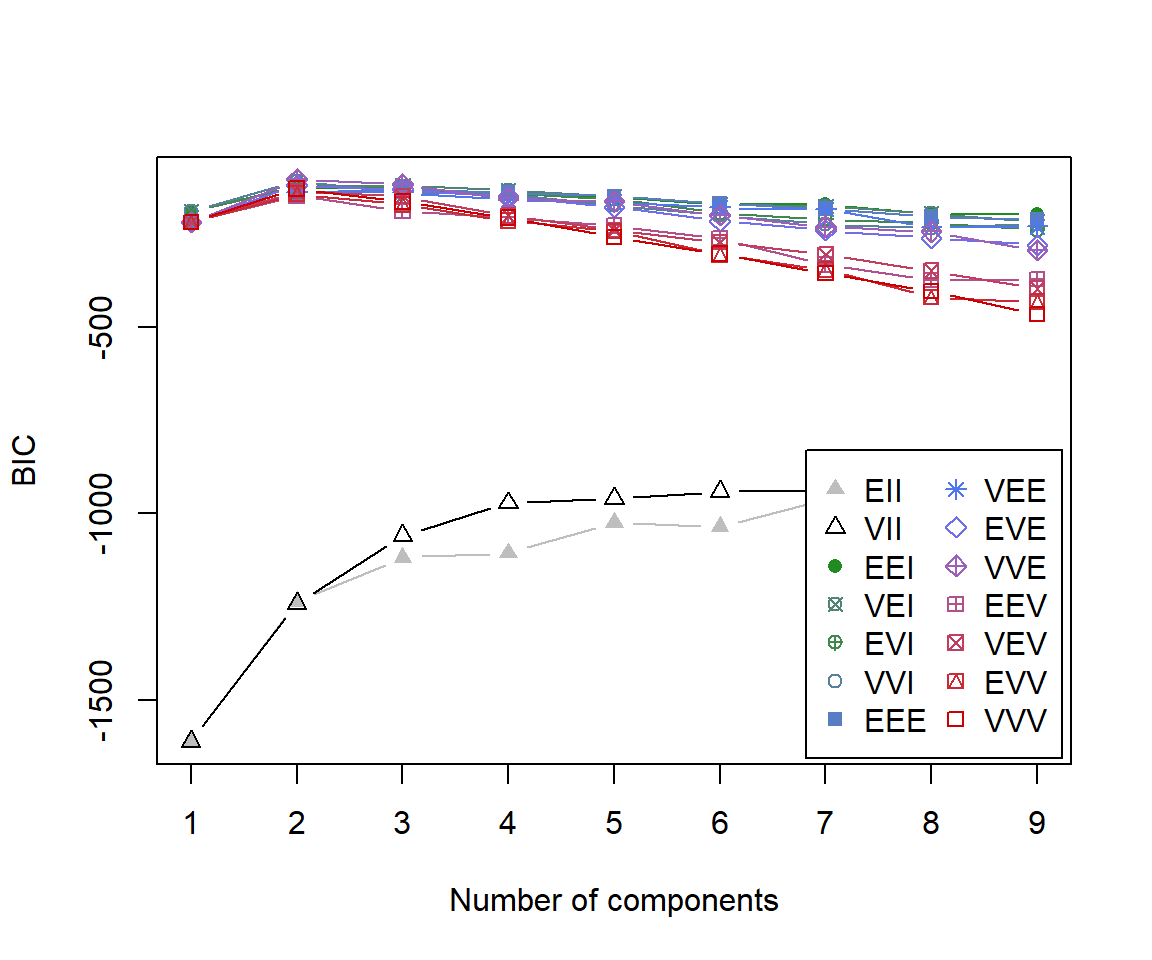 BIC
-500
-1000
-1500
EII VEE
VII EVE
EEI VVE
VEI EEV
EVI VEV
VVI EVV
EEE VVV
1 2 3 4 5 6 7 8 9
Number of components